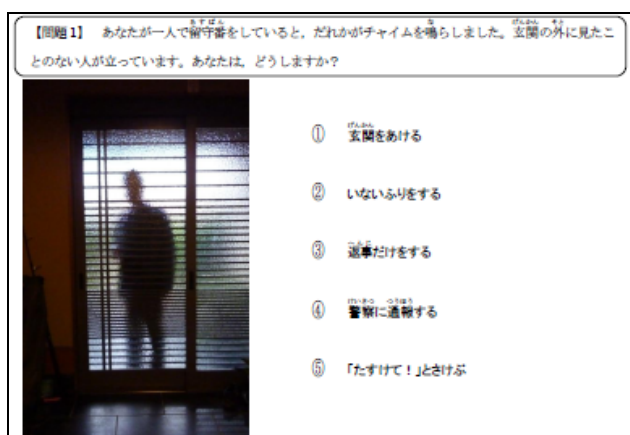 【問題1】 あなたが一人で留守番をしていると，だれかがチャイムを鳴らしました。玄関の外に見たこ
とのない人が立っています。あなたは，どうしますか？
① 玄関をあける
② いないふりをする
③ 返事だけをする
④ 警察に通報する
⑤ 「たすけて！」とさけぶ